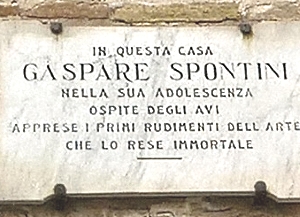 IN QUESTA CASA
GASPARE SPONTINI
NELLA SUA ADOLESCENZA
OSPITE DEGLI AVI
APPRESE I PRIMI RUDIMENTI DELL'ARTE
CHE LO RESE IMMORTALE